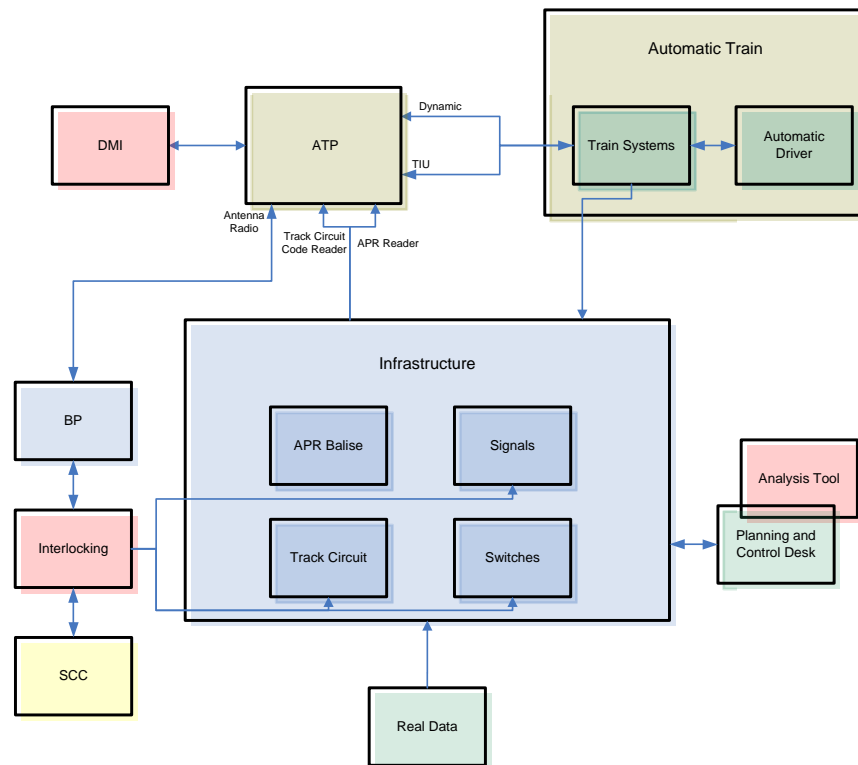 Automatic Train
Dynamic
DMI
ATP
Train Systems
Automatic
Driver
TIU
Antenna
Radio
Track Circuit
Code Reader
APR Reader
Infrastructure
BP
APR Balise
Signals
Analysis Tool
Interlocking
Track Circuit
Switches
Planning and
Control Desk
SCC
Real Data